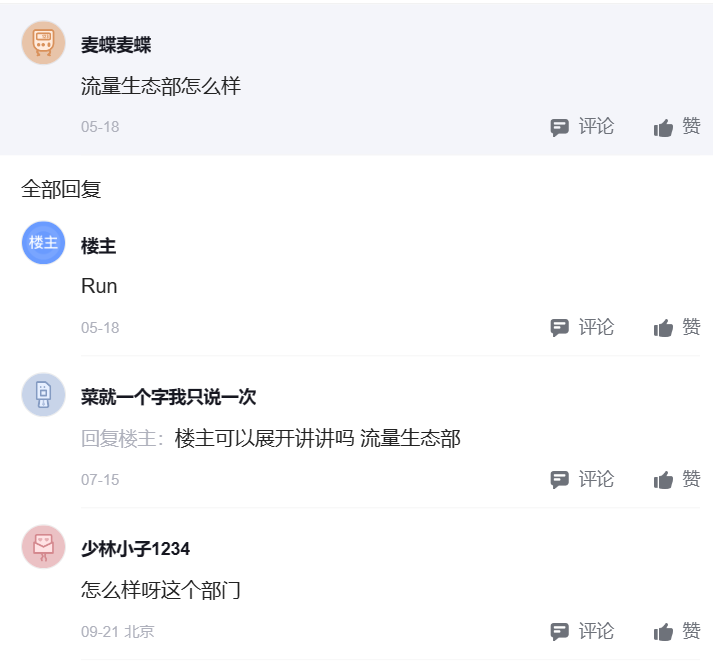 麦蝶麦蝶
流量生态部怎么样
05-18 评论 赞
全部回复
楼主 楼主
Run
05-18 评论 赞
菜就一个字我只说一次
回复楼主：楼主可以展开讲讲吗 流量生态部
07-15 评论 赞
少林小子1234
怎么样呀这个部门
09-21 北京 评论 赞